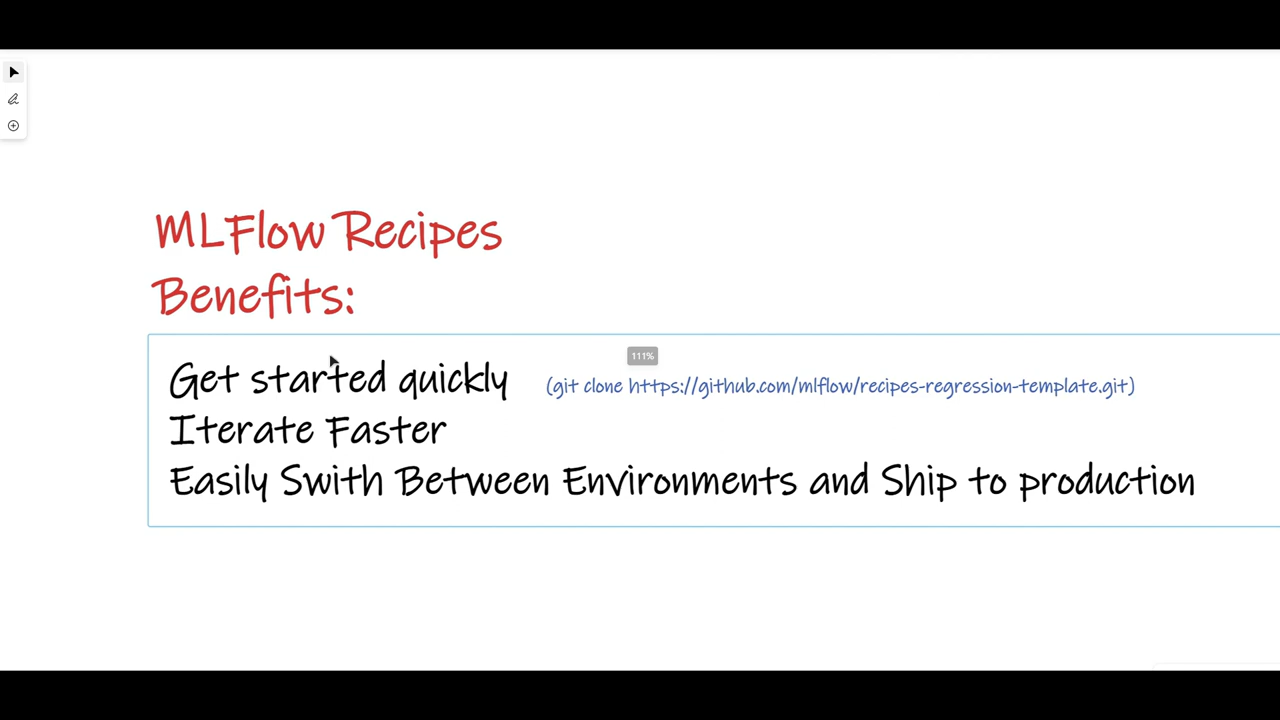 MLFlow Recipes
Benefits:
111%
Get started quickly (git clone https://github.com/mlflow/recipes-regression-template.git)
Iterate Faster
Easily Swith Between Environments and Ship to production